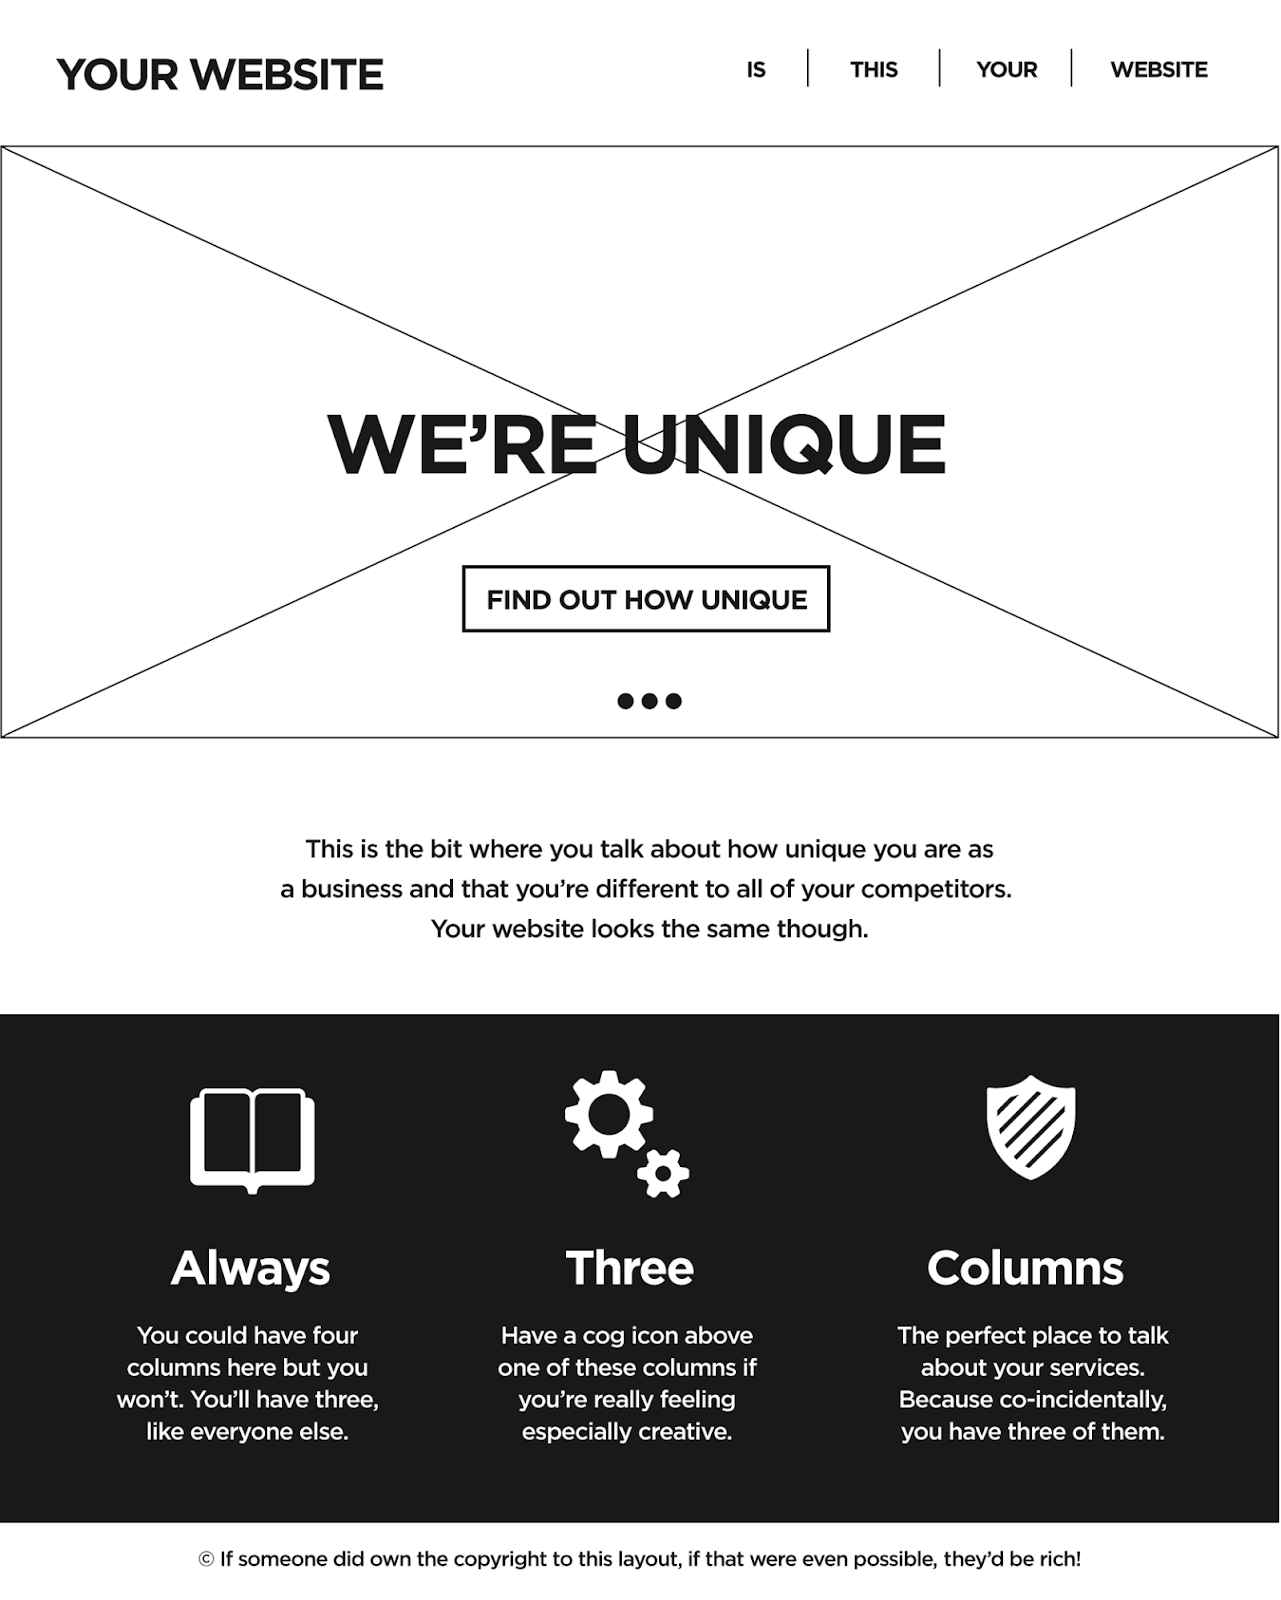 YOUR WEBSITE
IS
THIS
YOUR
WEBSITE
WE’RE UNIQUE
FIND OUT HOW UNIQUE
This is the bit where you talk about how unique you are as
a business and that you’re different to all of your competitors.
Your website looks the same though.
Always
You could have four
columns here but you
won’t. You’ll have three,
like everyone else.
Three
Have a cog icon above
one of these columns if
you’re really feeling
especially creative.
Columns
The perfect place to talk
about your services.
Because co-incidentally,
you have three of them.
© If someone did own the copyright to this layout, if that were even possible, they’d be rich!